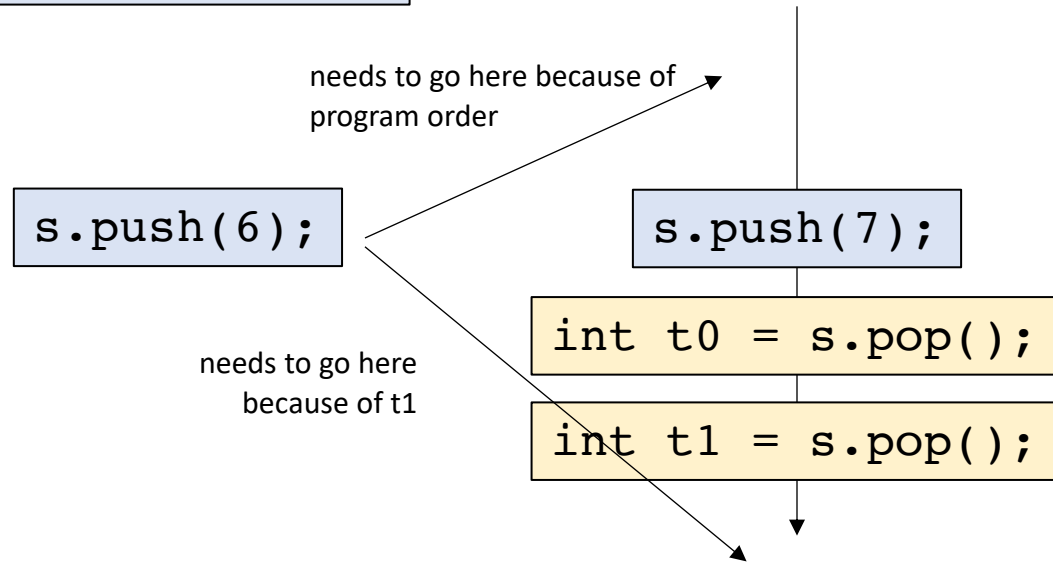 needs to go here because of
program order
s.push(6);
s.push(7);
int t0 = s.pop();
needs to go here
because of t1
int t1 = s.pop();